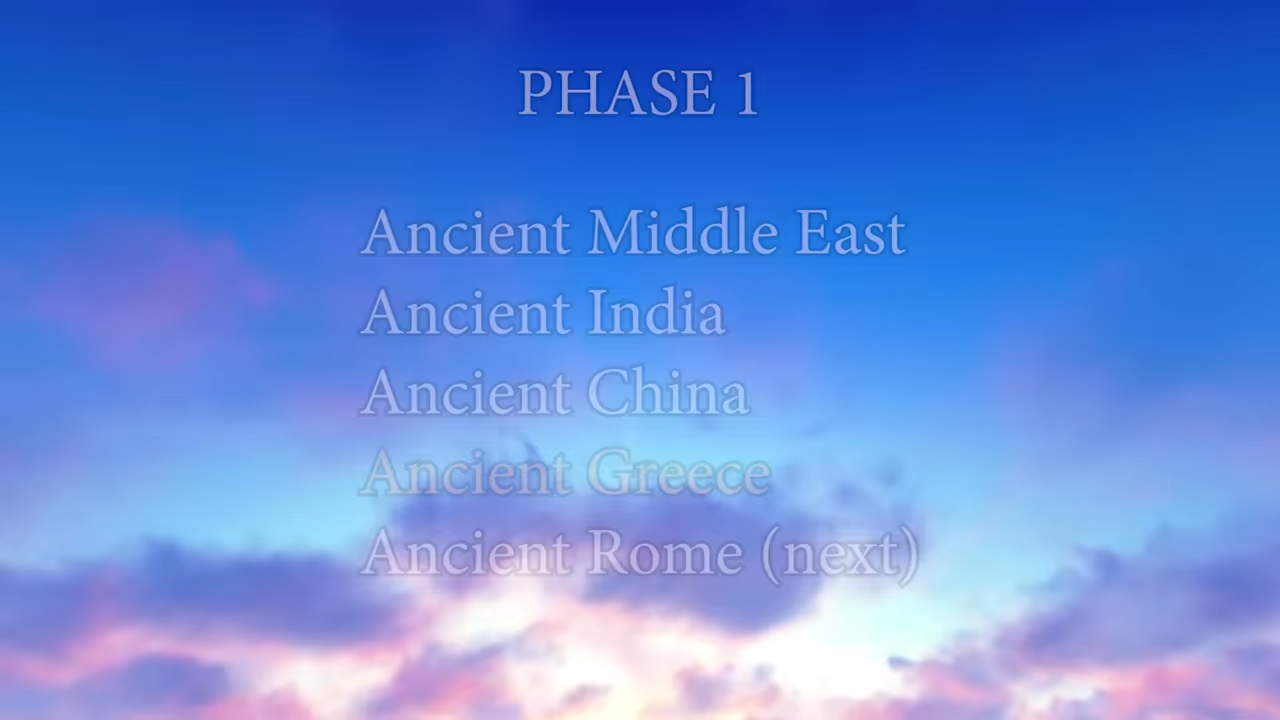 PHASE 1
Ancient Middle East
Ancient India
Ancient China
Ancient Greece
Ancient Rome (next)